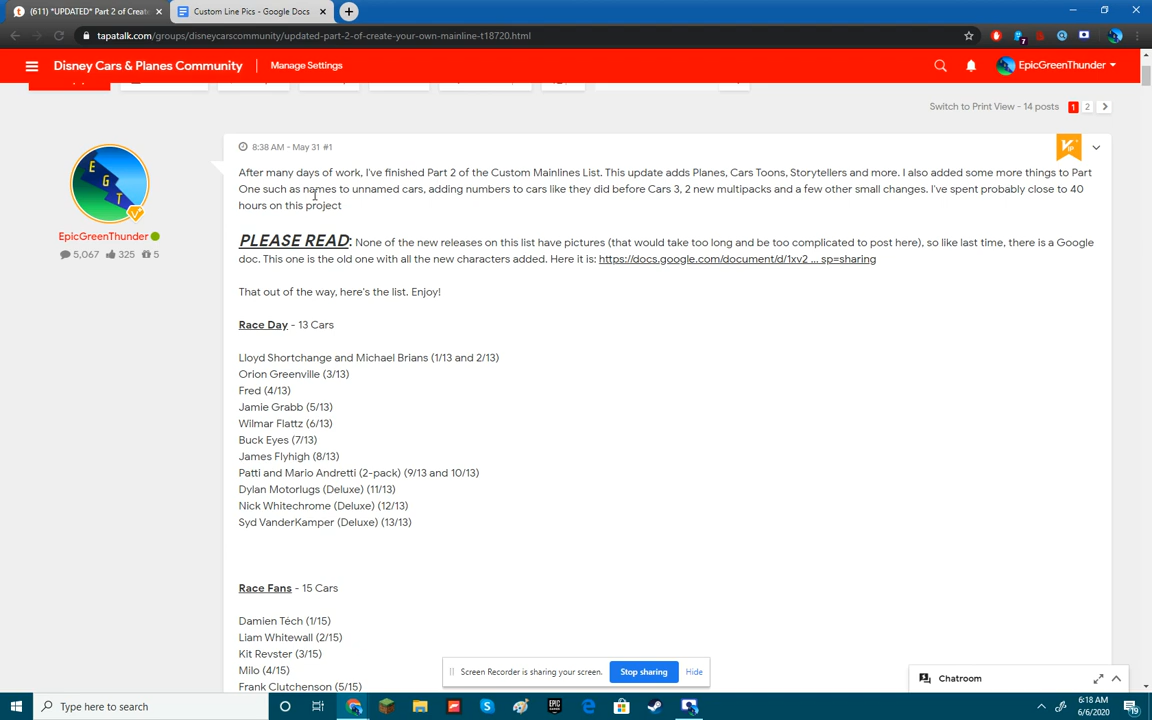 (611) *UPDATED* Part 2 of Create
Custom Line Pics - Google Docs
tapatalk.com/groups/disneycarscommunity/updated-part-2-of-create-your-own-mainline-t18720.html
7
Disney Cars & Planes Community
Manage Settings
EpicGreenThunder
Switch to Print View - 14 posts
1
2
8:38 AM - May 31 #1
VIP
E
G
T
EpicGreenThunder
5,067
325
5
After many days of work, I've finished Part 2 of the Custom Mainlines List. This update adds Planes, Cars Toons, Storytellers and more. I also added some more things to Part
One such as names to unnamed cars, adding numbers to cars like they did before Cars 3, 2 new multipacks and a few other small changes. I've spent probably close to 40
hours on this project
PLEASE READ: None of the new releases on this list have pictures (that would take too long and be too complicated to post here), so like last time, there is a Google
doc. This one is the old one with all the new characters added. Here it is: https://docs.google.com/document/d/1xv2 ... sp=sharing
That out of the way, here's the list. Enjoy!
Race Day - 13 Cars
Lloyd Shortchange and Michael Brians (1/13 and 2/13)
Orion Greenville (3/13)
Fred (4/13)
Jamie Grabb (5/13)
Wilmar Flattz (6/13)
Buck Eyes (7/13)
James Flyhigh (8/13)
Patti and Mario Andretti (2-pack) (9/13 and 10/13)
Dylan Motorlugs (Deluxe) (11/13)
Nick Whitechrome (Deluxe) (12/13)
Syd VanderKamper (Deluxe) (13/13)
Race Fans - 15 Cars
Damien Téch (1/15)
Liam Whitewall (2/15)
Kit Revster (3/15)
Milo (4/15)
Frank Clutchenson (5/15)
Screen Recorder is sharing your screen.
Stop sharing
Hide
Chatroom
Type here to search
6:18 AM
6/6/2020
19